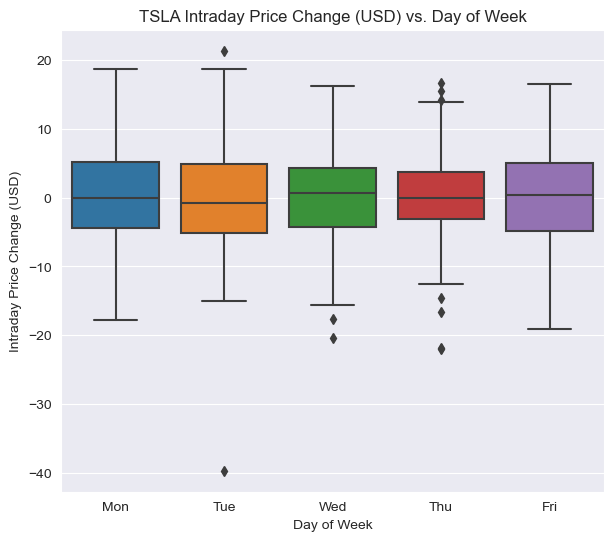 TSLA Intraday Price Change (USD) vs. Day of Week
20
10
0
−10
−20
−30
−40
Intraday Price Change (USD)
Mon Tue Wed Thu Fri
Day of Week